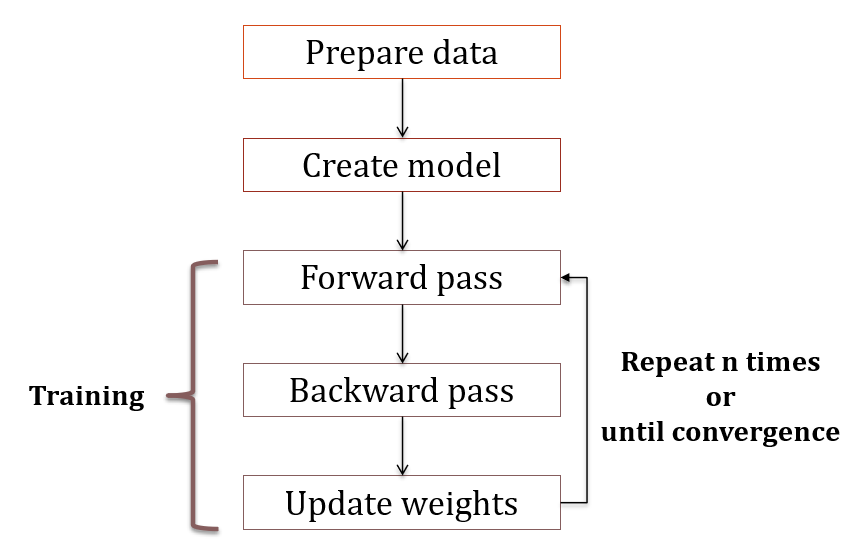 Prepare data
Create model
Forward pass
Backward pass
Update weights
Training
Repeat n times
or
until convergence